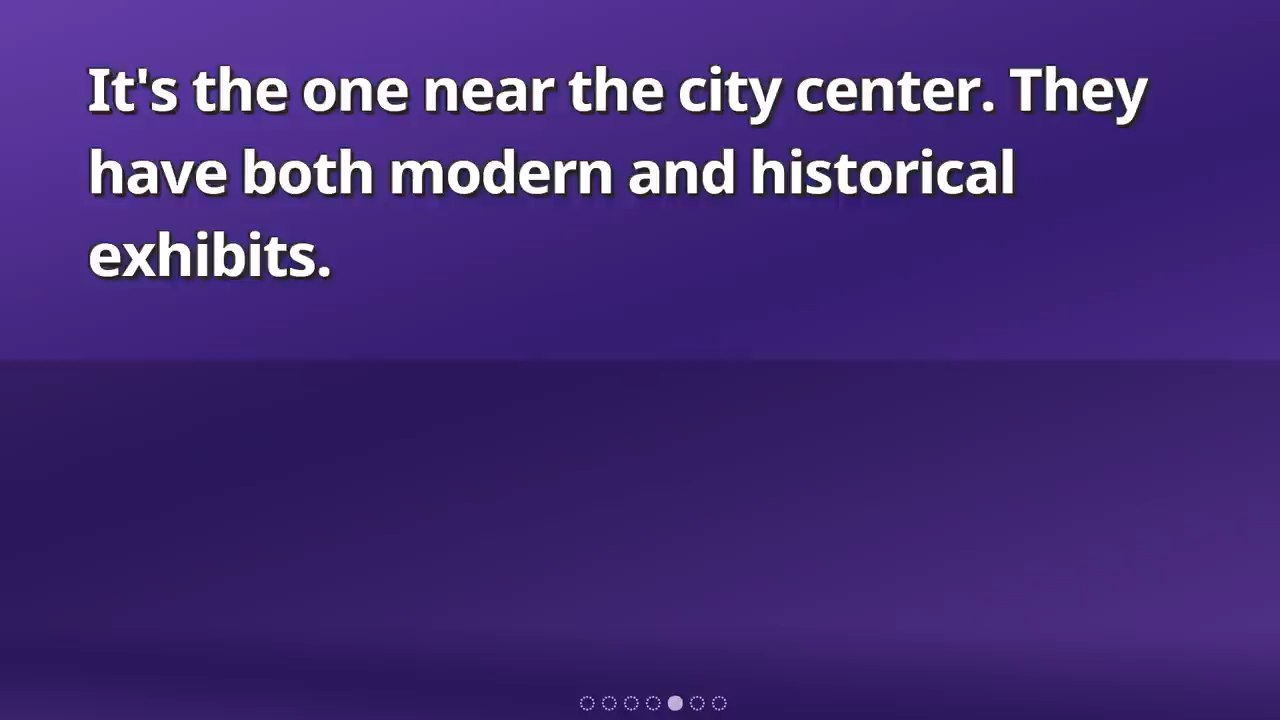 It's the one near the city center. They
have both modern and historical
exhibits.